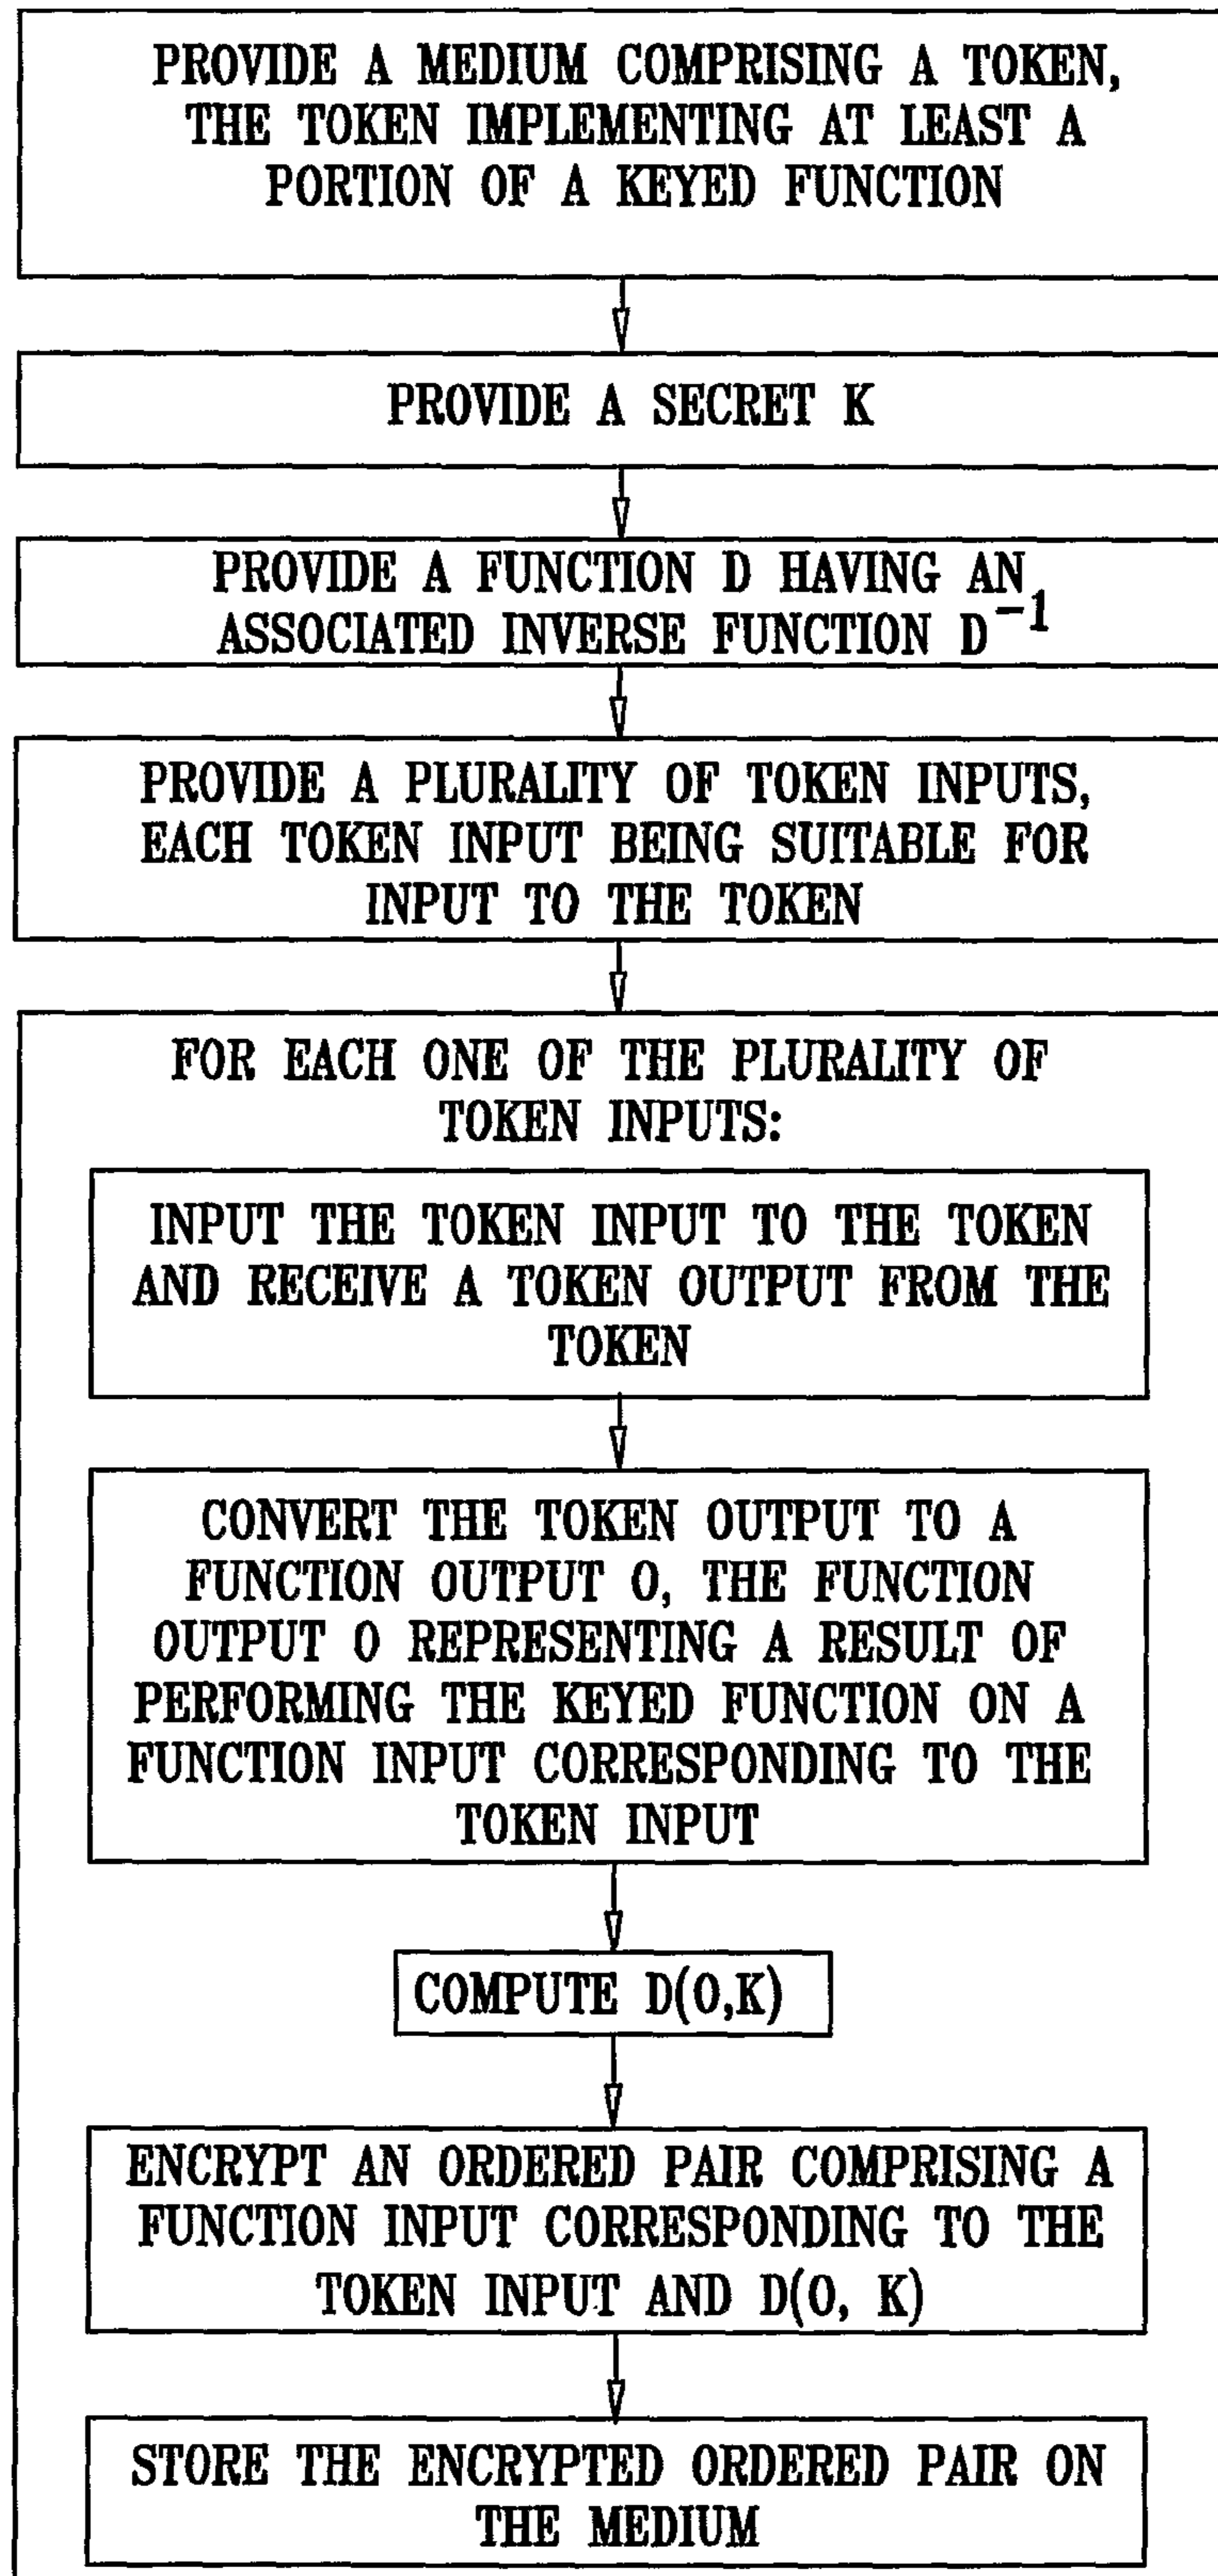 PROVIDE A MEDIUM COMPRISING A TOKEN,
THE TOKEN IMPLEMENTING AT LEAST A
PORTION OF A KEYED FUNCTION
PROVIDE A SECRET K
PROVIDE A FUNCTION D HAVING AN
ASSOCIATED INVERSE FUNCTION D⁻¹
PROVIDE A PLURALITY OF TOKEN INPUTS,
EACH TOKEN INPUT BEING SUITABLE FOR
INPUT TO THE TOKEN
FOR EACH ONE OF THE PLURALITY OF
TOKEN INPUTS:
INPUT THE TOKEN INPUT TO THE TOKEN
AND RECEIVE A TOKEN OUTPUT FROM THE
TOKEN
CONVERT THE TOKEN OUTPUT TO A
FUNCTION OUTPUT O, THE FUNCTION
OUTPUT O REPRESENTING A RESULT OF
PERFORMING THE KEYED FUNCTION ON A
FUNCTION INPUT CORRESPONDING TO THE
TOKEN INPUT
COMPUTE D(O,K)
ENCRYPT AN ORDERED PAIR COMPRISING A
FUNCTION INPUT CORRESPONDING TO THE
TOKEN INPUT AND D(O, K)
STORE THE ENCRYPTED ORDERED PAIR ON
THE MEDIUM